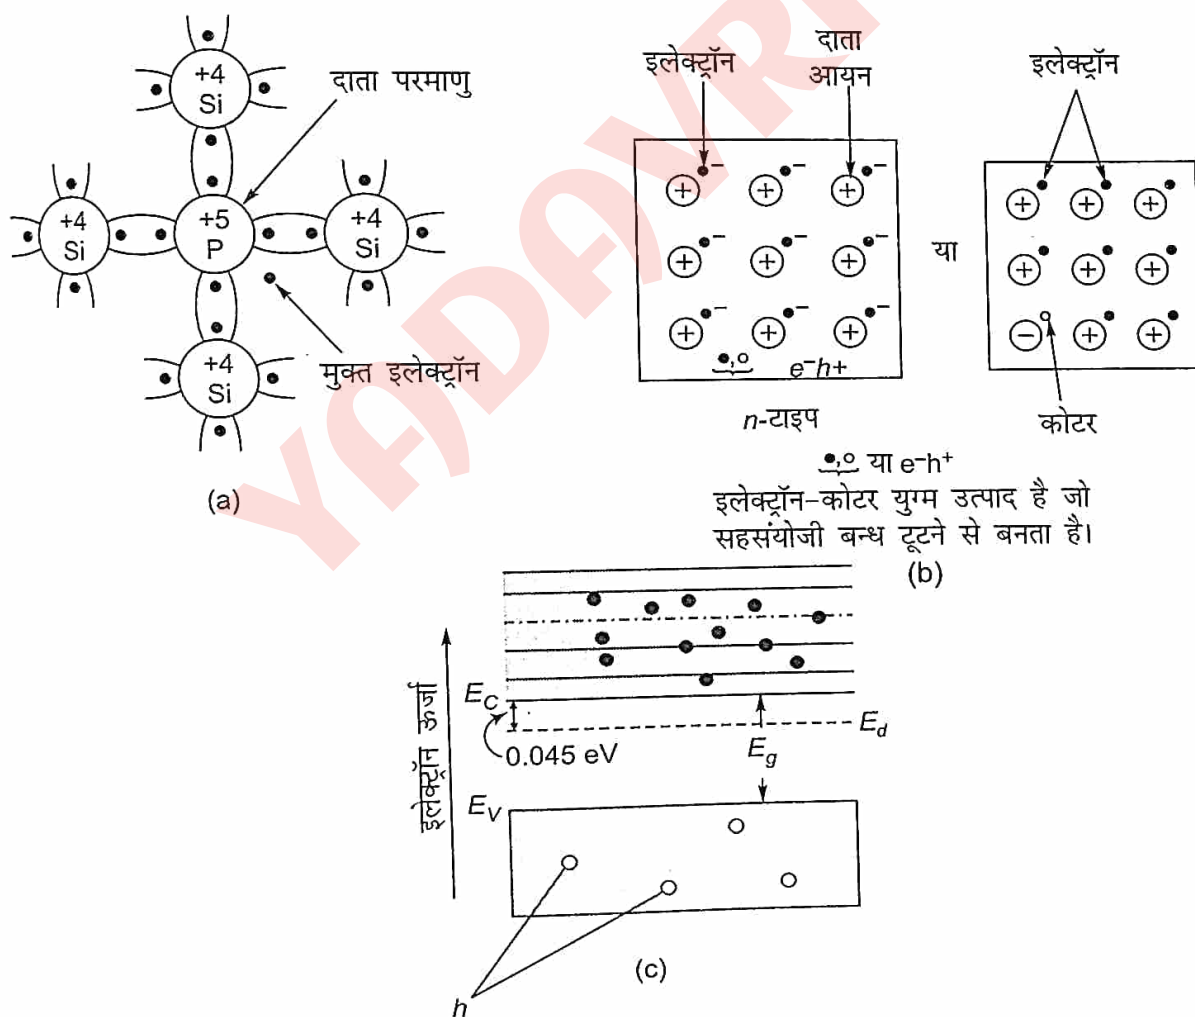 +4
Si
दाता परमाणु
+4
Si
+5
P
+4
Si
+4
Si
मुक्त इलेक्ट्रॉन
(a)
इलेक्ट्रॉन
दाता
आयन
इलेक्ट्रॉन
+ – + – + –
+ – + – + –
+ – + – + –
e⁻h+
n-टाइप
या
+ + +
+ + +
– + +
कोटर
या e⁻h⁺
इलेक्ट्रॉन-कोटर युग्म उत्पाद है जो
सहसंयोजी बन्ध टूटने से बनता है।
(b)
इलेक्ट्रॉन ऊर्जा
E_C
E_d
0.045 eV
E_g
E_V
h
(c)
YADAVR